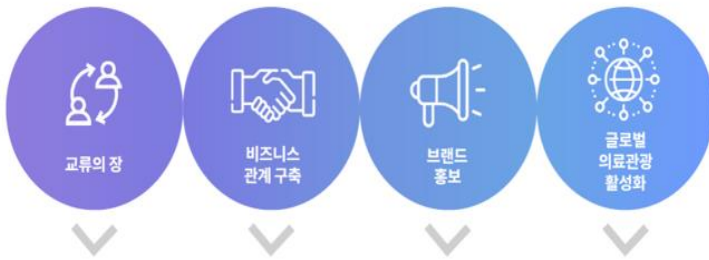 교류의 장
비즈니스
관계 구축
브랜드
홍보
글로벌
의료관광
활성화